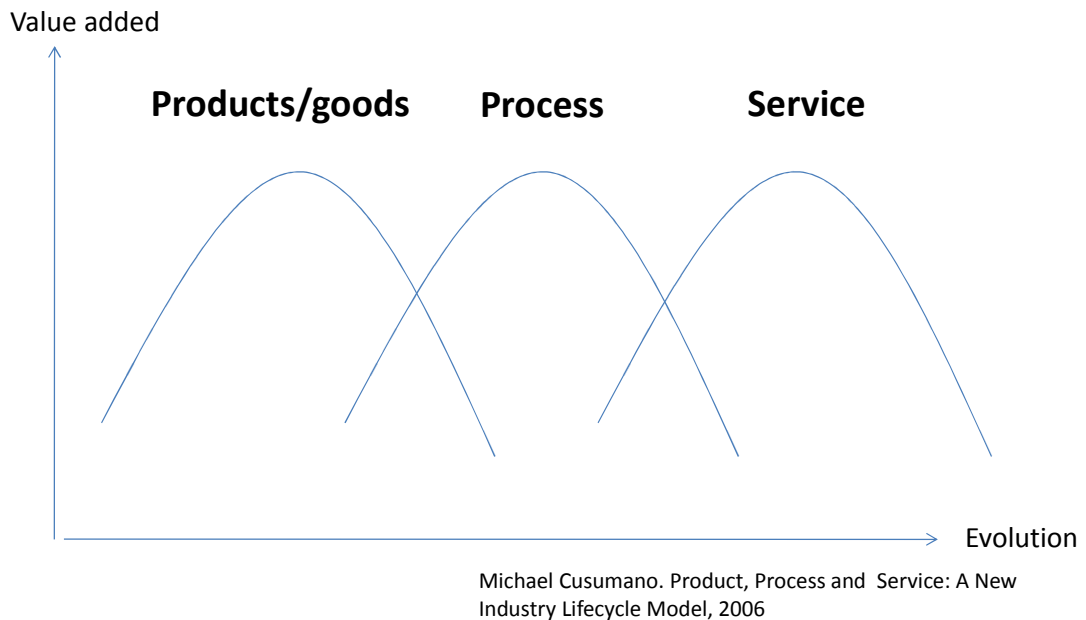 Value added
Products/goods
Process
Service
Evolution
Michael Cusumano. Product, Process and  Service: A New
Industry Lifecycle Model, 2006